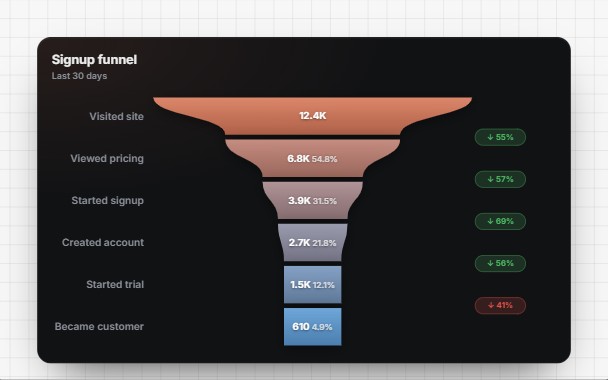 Signup funnel
Last 30 days
Visited site 12.4K
↓ 55%
Viewed pricing 6.8K 54.8%
↓ 57%
Started signup 3.9K 31.5%
↓ 69%
Created account 2.7K 21.8%
↓ 56%
Started trial 1.5K 12.1%
↓ 41%
Became customer 610 4.9%